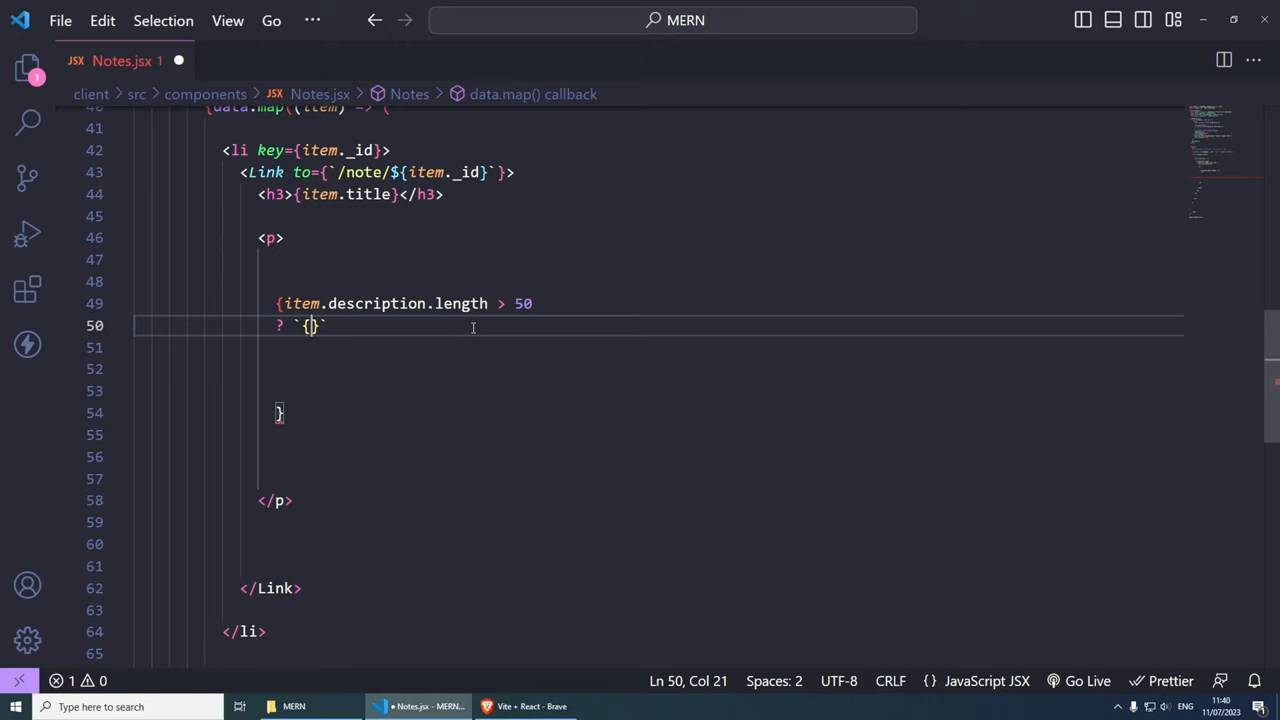 File Edit Selection View Go ··· MERN
JSX Notes.jsx 1
client > src > components > JSX Notes.jsx > Notes > data.map() callback
1
40 {data.map((item) => (
41
42 <li key={item._id}>
43 <Link to={`/note/${item._id}`}>
44 <h3>{item.title}</h3>
45
46 <p>
47
48
49 {item.description.length > 50
50 ? `{}`
51
52
53
54 }
55
56
57
58 </p>
59
60
61
62 </Link>
63
64 </li>
65
1 0 Ln 50, Col 21 Spaces: 2 UTF-8 CRLF {} JavaScript JSX Go Live Prettier
Type here to search MERN Notes.jsx - MERN... Vite + React - Brave ENG 11:40
11/07/2023